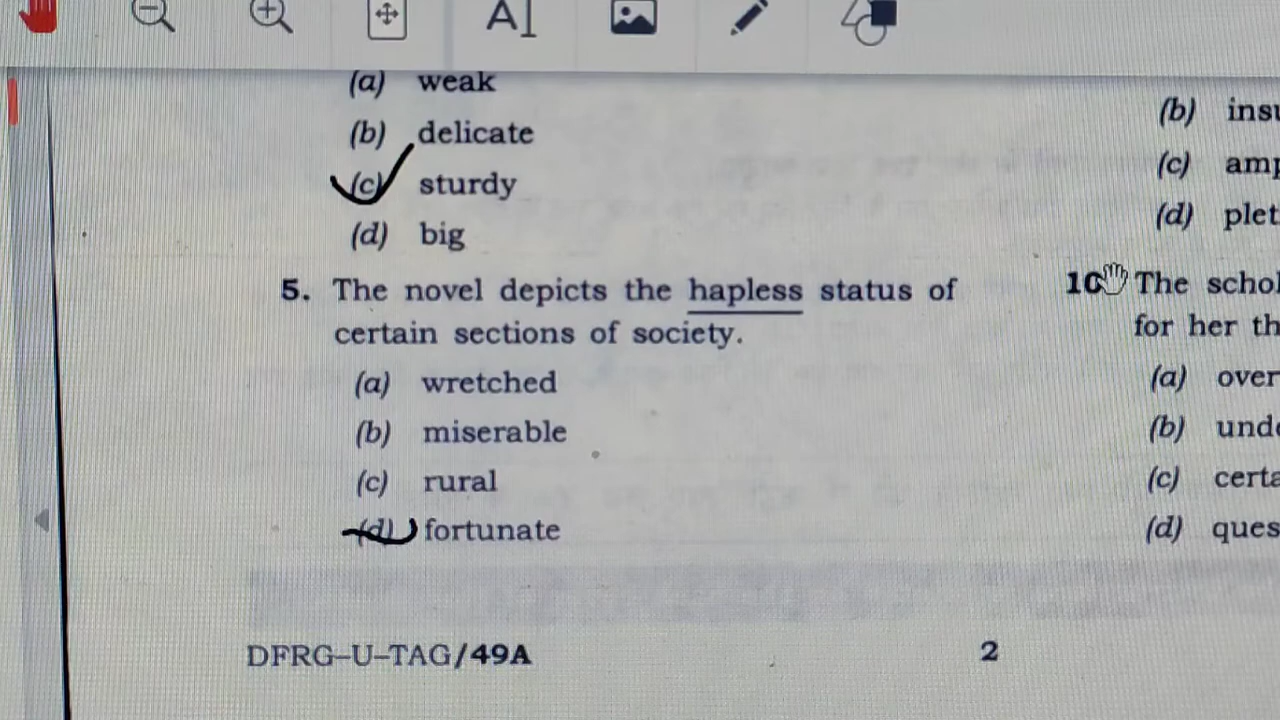 (a) weak
(b) delicate
(c) sturdy
(d) big
5. The novel depicts the hapless status of
certain sections of society.
(a) wretched
(b) miserable
(c) rural
(d) fortunate
(b)
(c)
(d)
10 The
for her
(a)
(b)
(c)
(d)
DFRG–U–TAG/49A
2